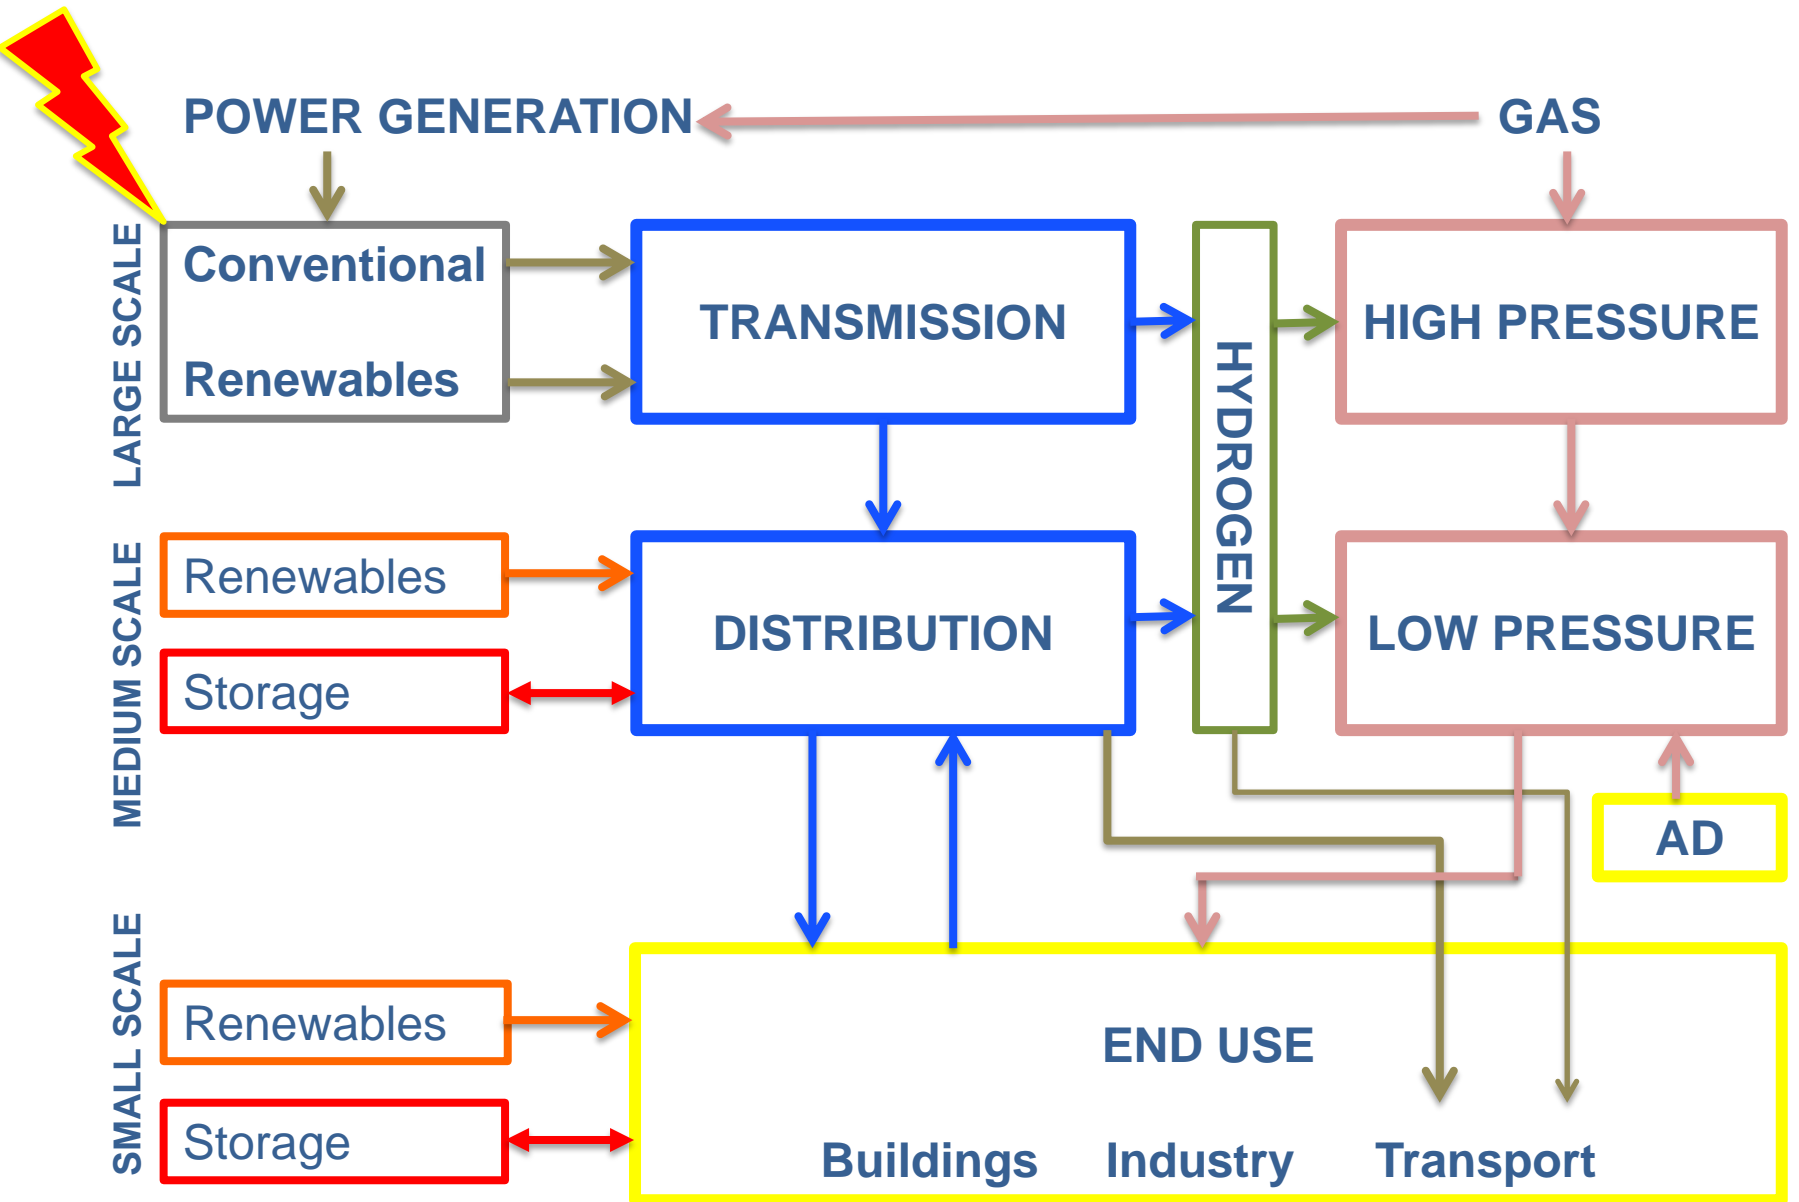 POWER GENERATION
GAS
LARGE SCALE
Conventional
Renewables
TRANSMISSION
HYDROGEN
HIGH PRESSURE
MEDIUM SCALE
Renewables
Storage
DISTRIBUTION
LOW PRESSURE
AD
SMALL SCALE
Renewables
Storage
END USE
Buildings Industry Transport